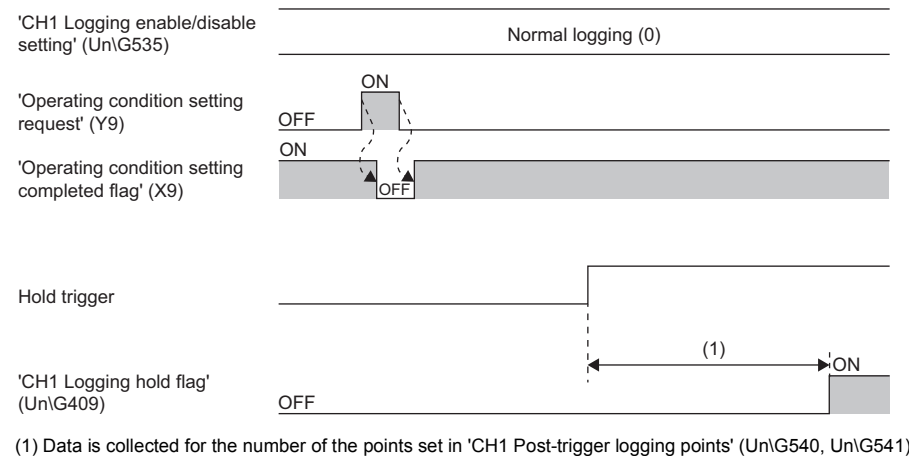 'CH1 Logging enable/disable
setting' (Un\G535)
Normal logging (0)
'Operating condition setting
request' (Y9)
ON
OFF
'Operating condition setting
completed flag' (X9)
ON
OFF
Hold trigger
(1)
'CH1 Logging hold flag'
(Un\G409)
ON
OFF
(1) Data is collected for the number of the points set in 'CH1 Post-trigger logging points' (Un\G540, Un\G541)